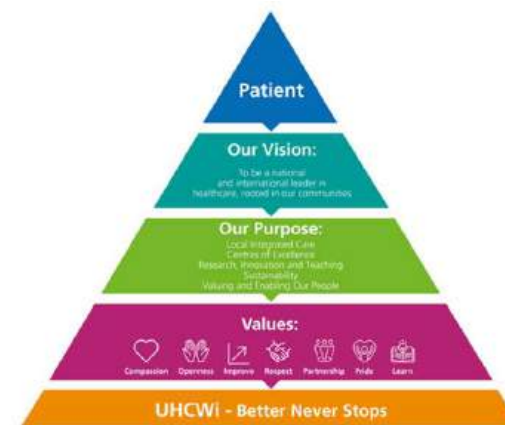 Patient
Our Vision:
To be a national
and international leader in
healthcare, rooted in our communities
Our Purpose:
Local Integrated Care
Centres of Excellence
Research, Innovation and Teaching
Sustainability
Valuing and Enabling Our People
Values:
Compassion Openness Improve Respect Partnership Pride Learn
UHCWi - Better Never Stops